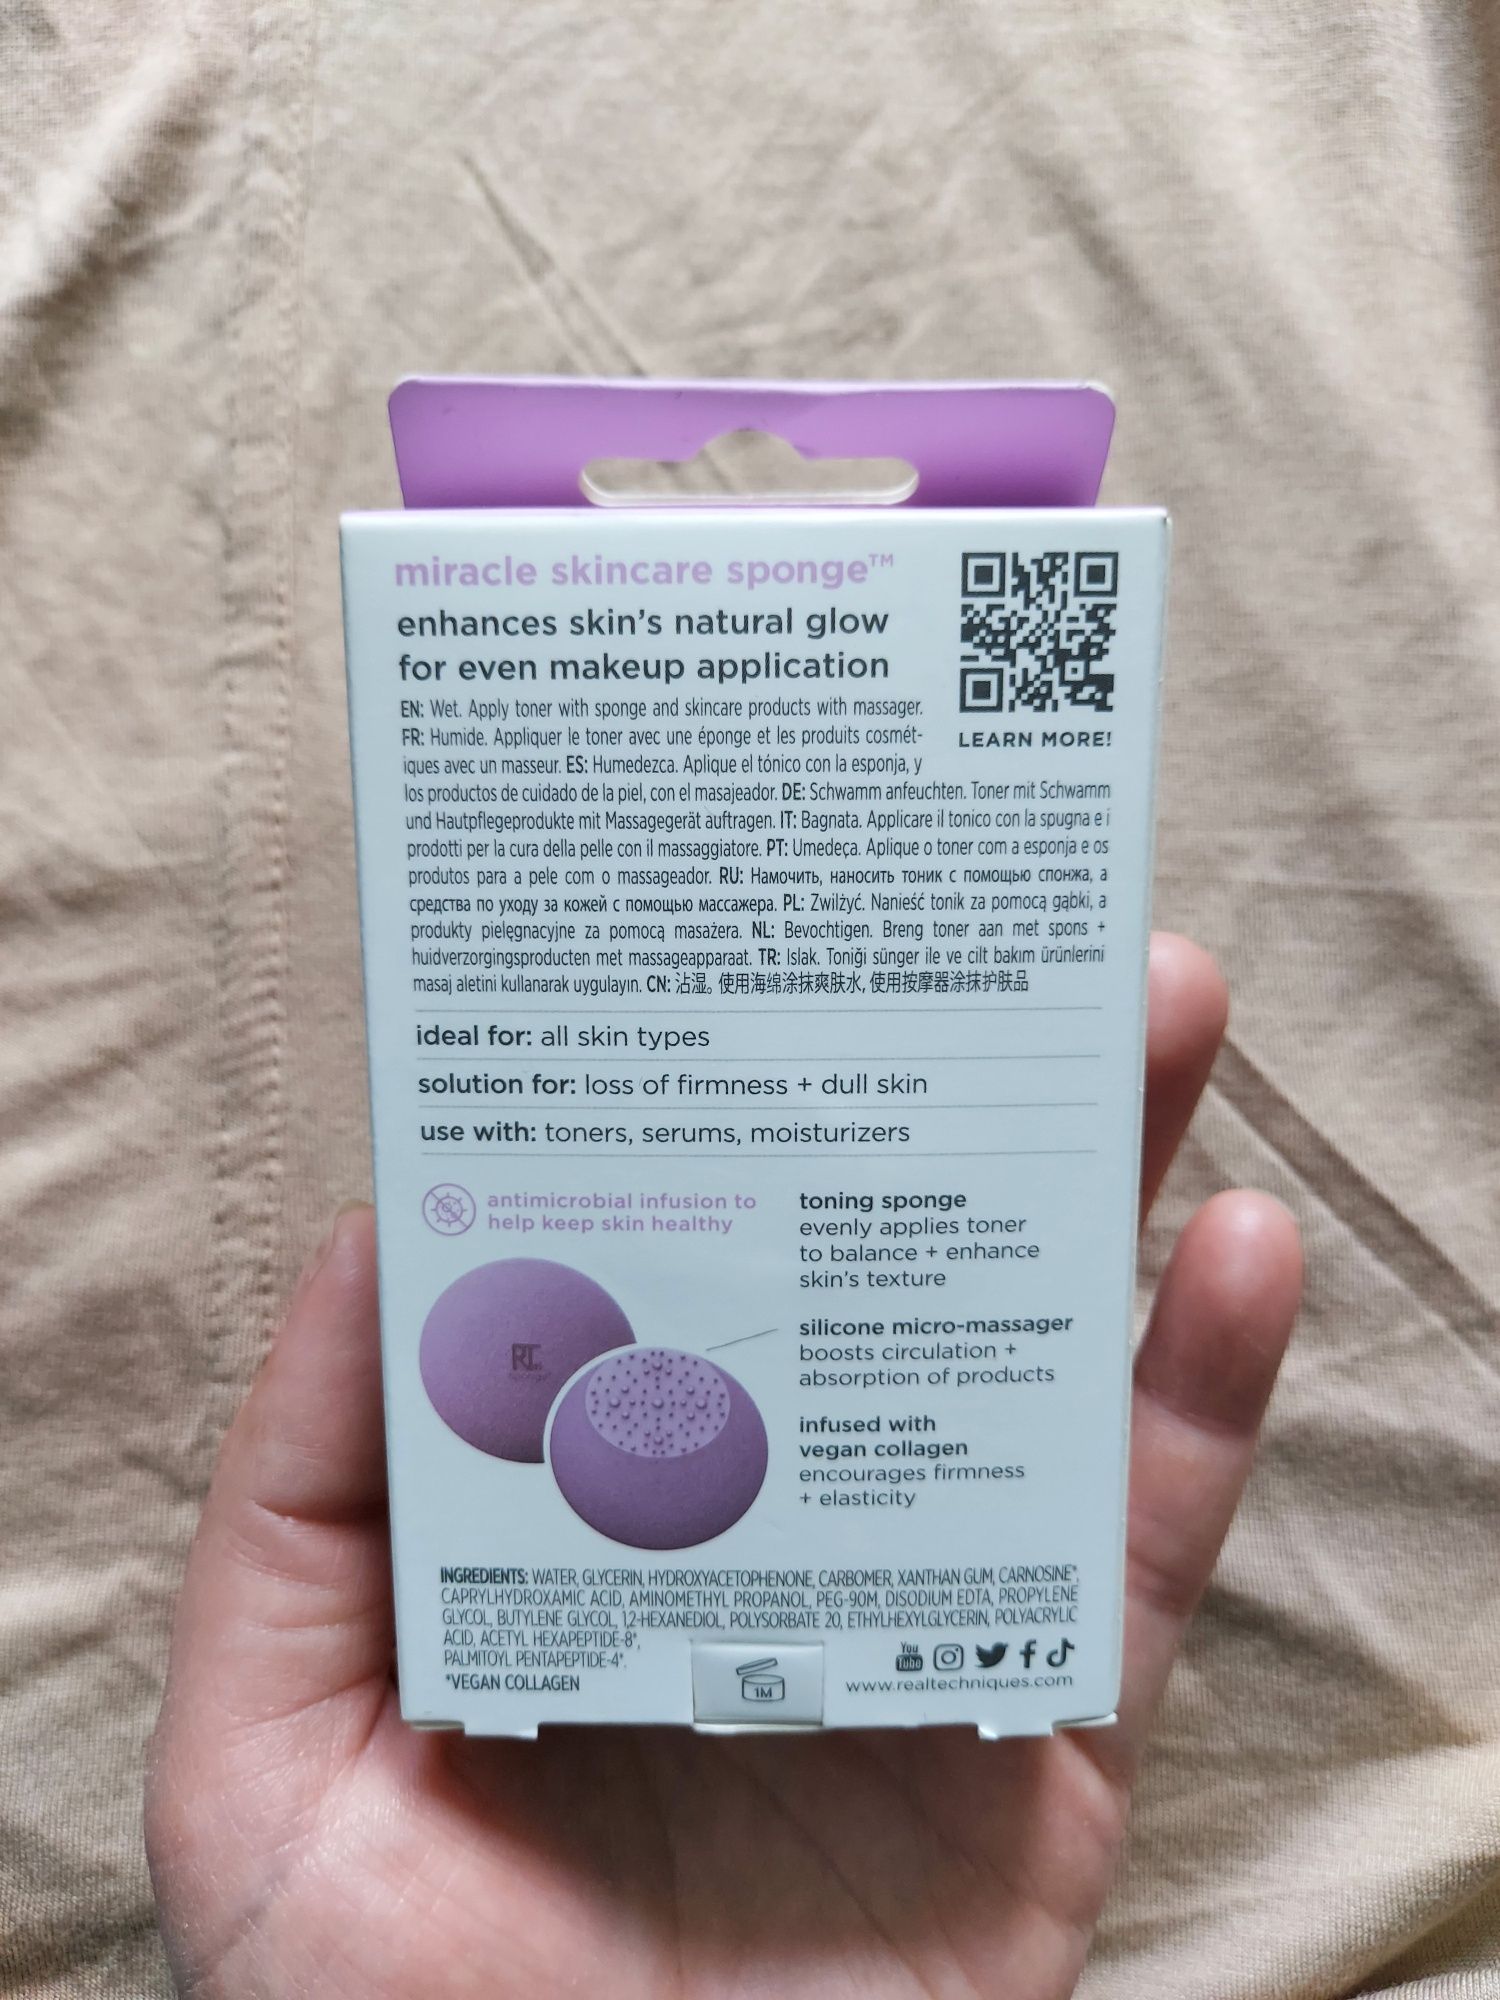 miracle skincare sponge™
enhances skin's natural glow
for even makeup application
EN: Wet. Apply toner with sponge and skincare products with massager.
FR: Humide. Appliquer le toner avec une éponge et les produits cosmét-
iques avec un masseur. ES: Humedezca. Aplique el tónico con la esponja, y
los productos de cuidado de la piel, con el masajeador. DE: Schwamm anfeuchten. Toner mit Schwamm
und Hautpflegeprodukte mit Massagegerät auftragen. IT: Bagnata. Applicare il tonico con la spugna e i
prodotti per la cura della pelle con il massaggiatore. PT: Umedeça. Aplique o toner com a esponja e os
produtos para a pele com o massageador. RU: Намочить, наносить тоник с помощью спонжа, а
средства по уходу за кожей с помощью массажера. PL: Zwilżyć. Nanieść tonik za pomocą gąbki, a
produkty pielęgnacyjne za pomocą masażera. NL: Bevochtigen. Breng toner aan met spons +
huidverzorgingsproducten met massageapparaat. TR: Islak. Toniği sünger ile ve cilt bakım ürünlerini
masaj aletini kullanarak uygulayın. CN: 沾湿。使用海绵涂抹爽肤水, 使用按摩器涂抹护肤品
LEARN MORE!
ideal for: all skin types
solution for: loss of firmness + dull skin
use with: toners, serums, moisturizers
antimicrobial infusion to
help keep skin healthy
RT
sponge
toning sponge
evenly applies toner
to balance + enhance
skin's texture
silicone micro-massager
boosts circulation +
absorption of products
infused with
vegan collagen
encourages firmness
+ elasticity
INGREDIENTS: WATER, GLYCERIN, HYDROXYACETOPHENONE, CARBOMER, XANTHAN GUM, CARNOSINE*,
CAPRYLHYDROXAMIC ACID, AMINOMETHYL PROPANOL, PEG-90M, DISODIUM EDTA, PROPYLENE
GLYCOL, BUTYLENE GLYCOL, 1,2-HEXANEDIOL, POLYSORBATE 20, ETHYLHEXYLGLYCERIN, POLYACRYLIC
ACID, ACETYL HEXAPEPTIDE-8*,
PALMITOYL PENTAPEPTIDE-4*.
*VEGAN COLLAGEN
1M
You
Tube
www.realtechniques.com